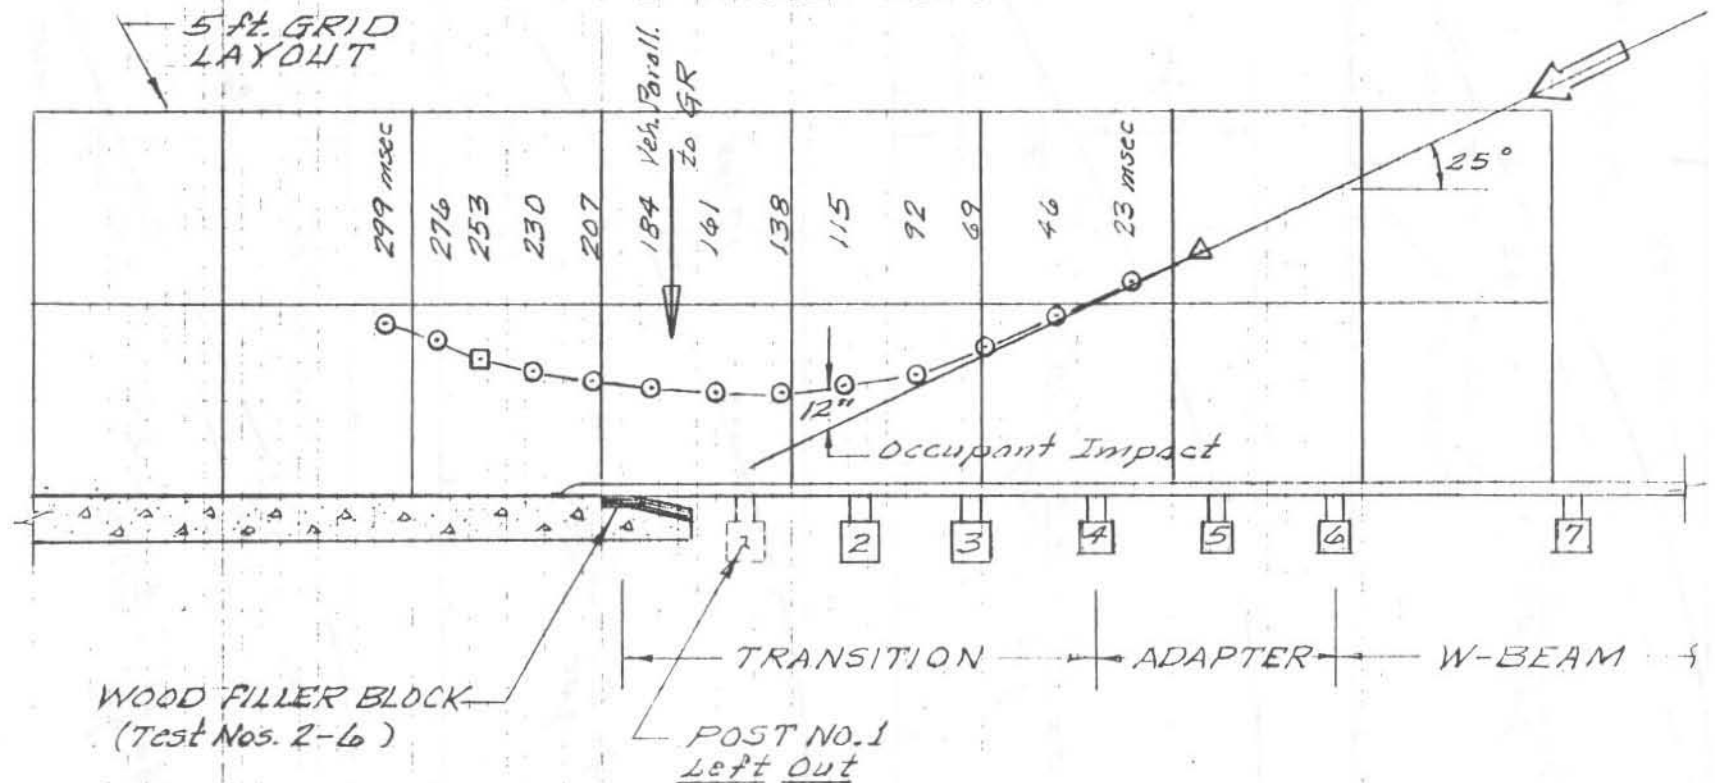 5 ft. GRID
LAYOUT
Veh. Parall.
to GR
299 msec
276
253
230
207
184
161
138
115
92
69
46
23 msec
25°
12"
Occupant Impact
1
2
3
4
5
6
7
TRANSITION
ADAPTER
W-BEAM
WOOD FILLER BLOCK
(Test Nos. 2-6)
POST NO. 1
Left Out